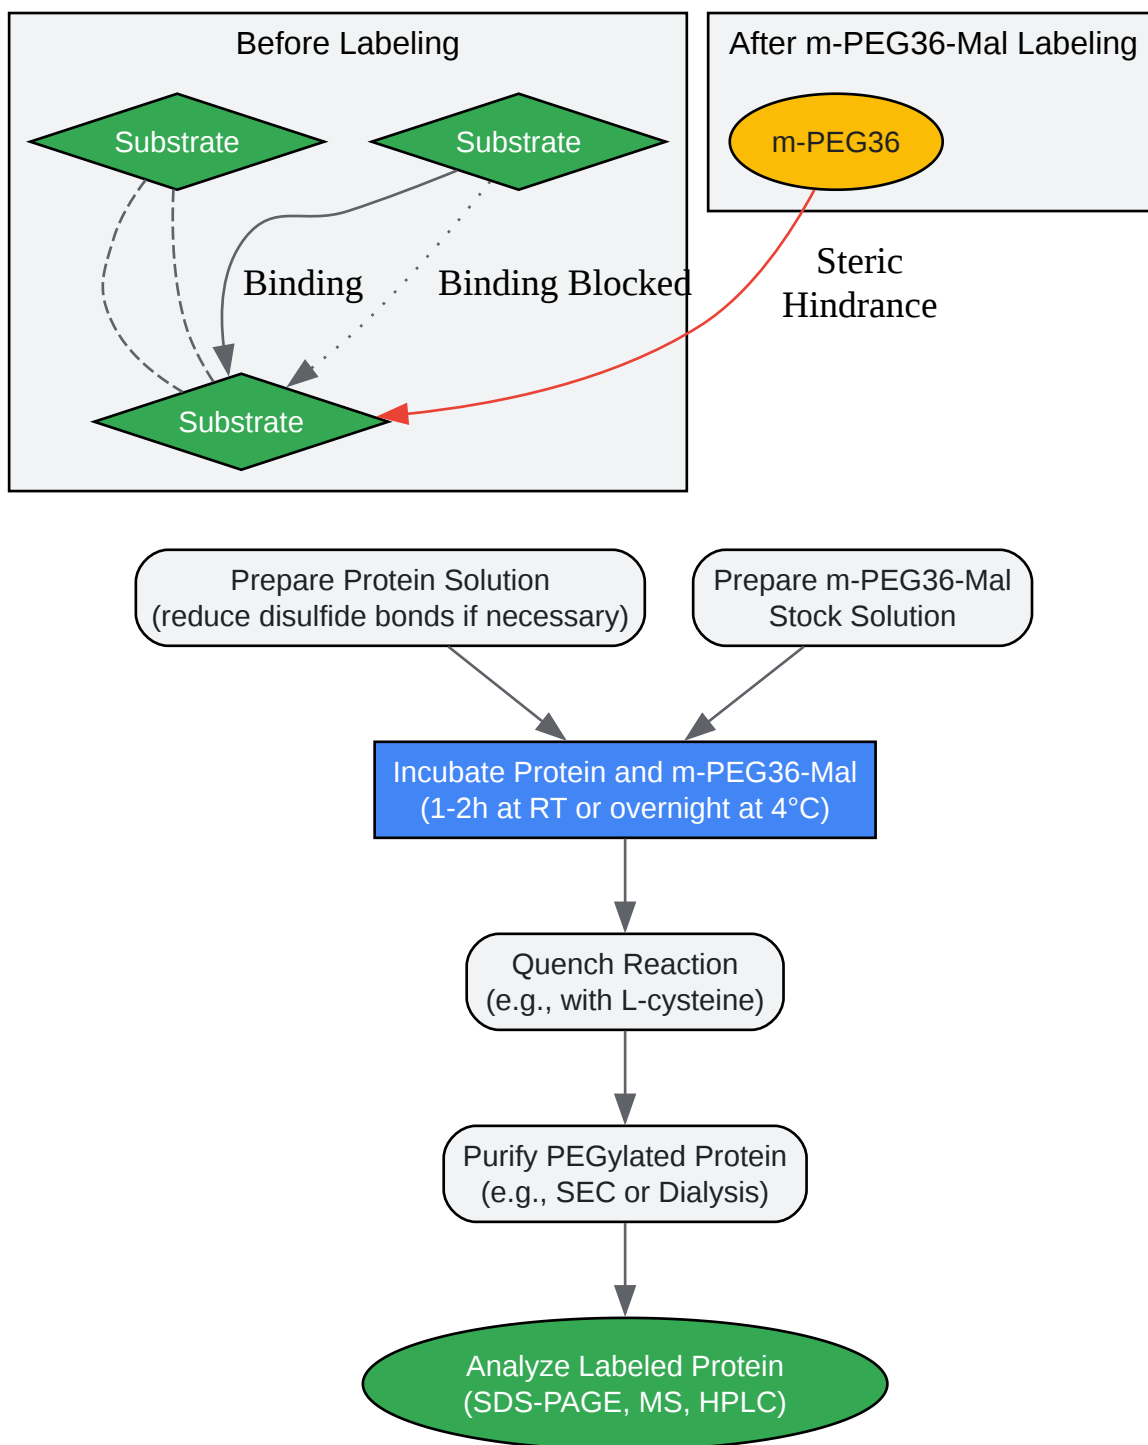 Before Labeling
After m-PEG36-Mal Labeling
Substrate
Substrate
m-PEG36
Binding
Binding Blocked
Steric
Hindrance
Substrate
Prepare Protein Solution
(reduce disulfide bonds if necessary)
Prepare m-PEG36-Mal
Stock Solution
Incubate Protein and m-PEG36-Mal
(1-2h at RT or overnight at 4°C)
Quench Reaction
(e.g., with L-cysteine)
Purify PEGylated Protein
(e.g., SEC or Dialysis)
Analyze Labeled Protein
(SDS-PAGE, MS, HPLC)